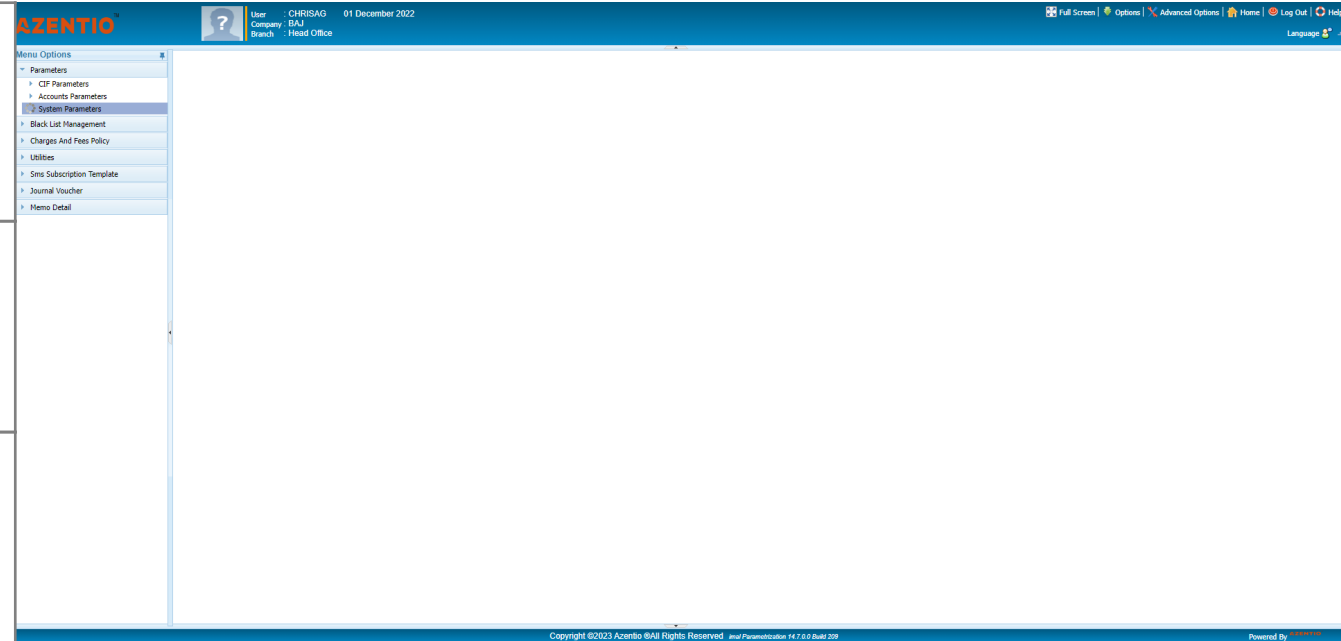 AZENTIO™
User : CHRISAG 01 December 2022
Company : BAJ
Branch : Head Office
Full Screen | Options | Advanced Options | Home | Log Out | Help
Language
Menu Options
Parameters
CIF Parameters
Accounts Parameters
System Parameters
Black List Management
Charges And Fees Policy
Utilities
Sms Subscription Template
Journal Voucher
Memo Detail
Copyright ©2023 Azentio ®All Rights Reserved imal Parametrization 14.7.0.0 Build 209
Powered By AZENTIO